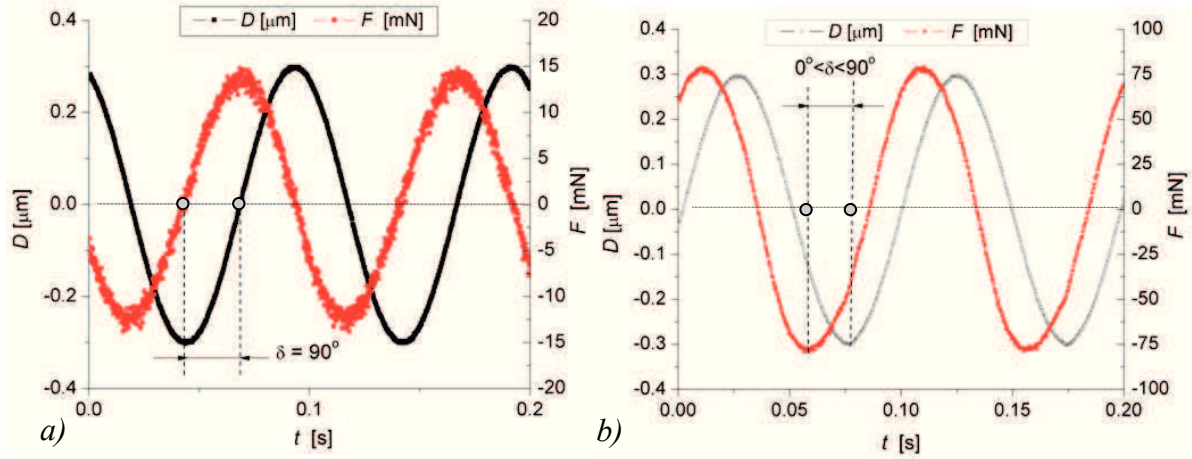 D [μm] F [mN]
0.4
0.2
0.0
-0.2
-0.4
D [μm]
20
15
10
5
0
-5
-10
-15
-20
F [mN]
δ = 90°
0.0 0.1 0.2
t [s]
a)
D [μm] F [mN]
0°<δ<90°
0.4
0.3
0.2
0.1
0.0
-0.1
-0.2
-0.3
-0.4
D [μm]
100
75
50
25
0
-25
-50
-75
-100
F [mN]
0.00 0.05 0.10 0.15 0.20
t [s]
b)